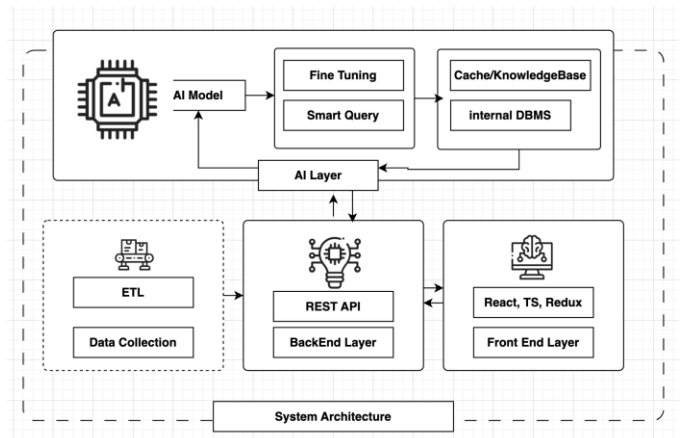 A
AI Model
Fine Tuning
Smart Query
Cache/KnowledgeBase
internal DBMS
AI Layer
ETL
Data Collection
REST API
BackEnd Layer
React, TS, Redux
Front End Layer
System Architecture